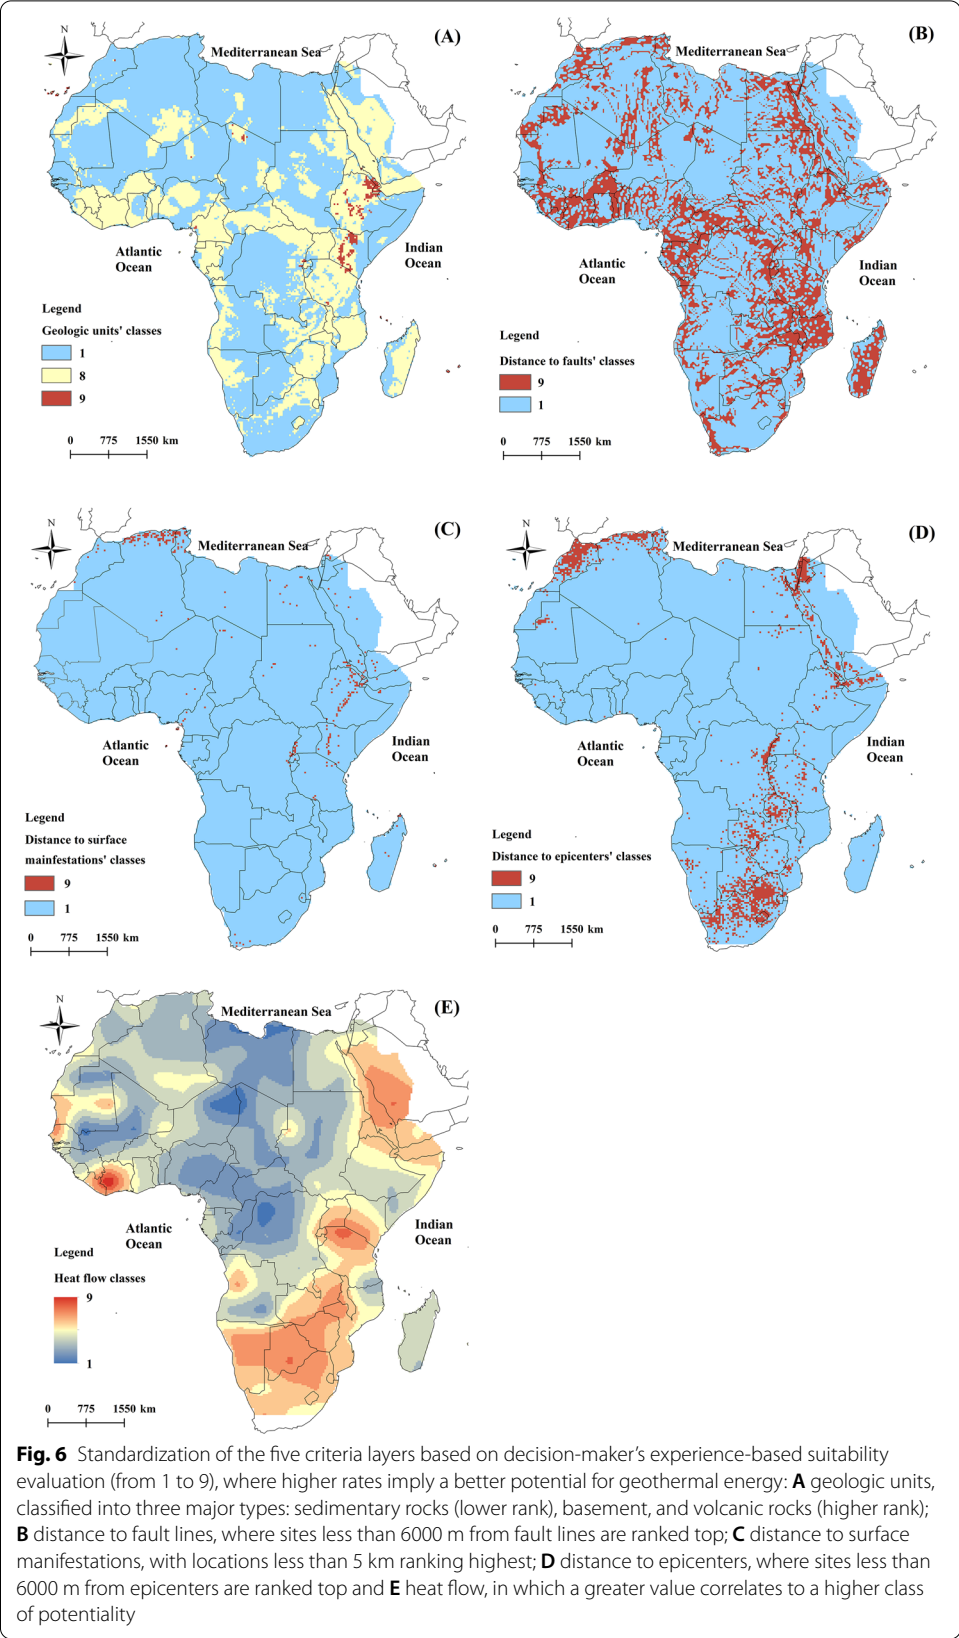 N
Mediterranean Sea
(A)
Atlantic
Ocean
Indian
Ocean
Legend
Geologic units' classes
1
8
9
0 775 1550 km
Mediterranean Sea
(B)
Atlantic
Ocean
Indian
Ocean
Legend
Distance to faults' classes
9
1
0 775 1550 km
N
Mediterranean Sea
(C)
Atlantic
Ocean
Indian
Ocean
Legend
Distance to surface
mainfestations' classes
9
1
0 775 1550 km
N
Mediterranean Sea
(D)
Atlantic
Ocean
Indian
Ocean
Legend
Distance to epicenters' classes
9
1
0 775 1550 km
N
Mediterranean Sea
(E)
Atlantic
Ocean
Indian
Ocean
Legend
Heat flow classes
9
1
0 775 1550 km
Fig. 6 Standardization of the five criteria layers based on decision-maker's experience-based suitability
evaluation (from 1 to 9), where higher rates imply a better potential for geothermal energy: A geologic units,
classified into three major types: sedimentary rocks (lower rank), basement, and volcanic rocks (higher rank);
B distance to fault lines, where sites less than 6000 m from fault lines are ranked top; C distance to surface
manifestations, with locations less than 5 km ranking highest; D distance to epicenters, where sites less than
6000 m from epicenters are ranked top and E heat flow, in which a greater value correlates to a higher class
of potentiality